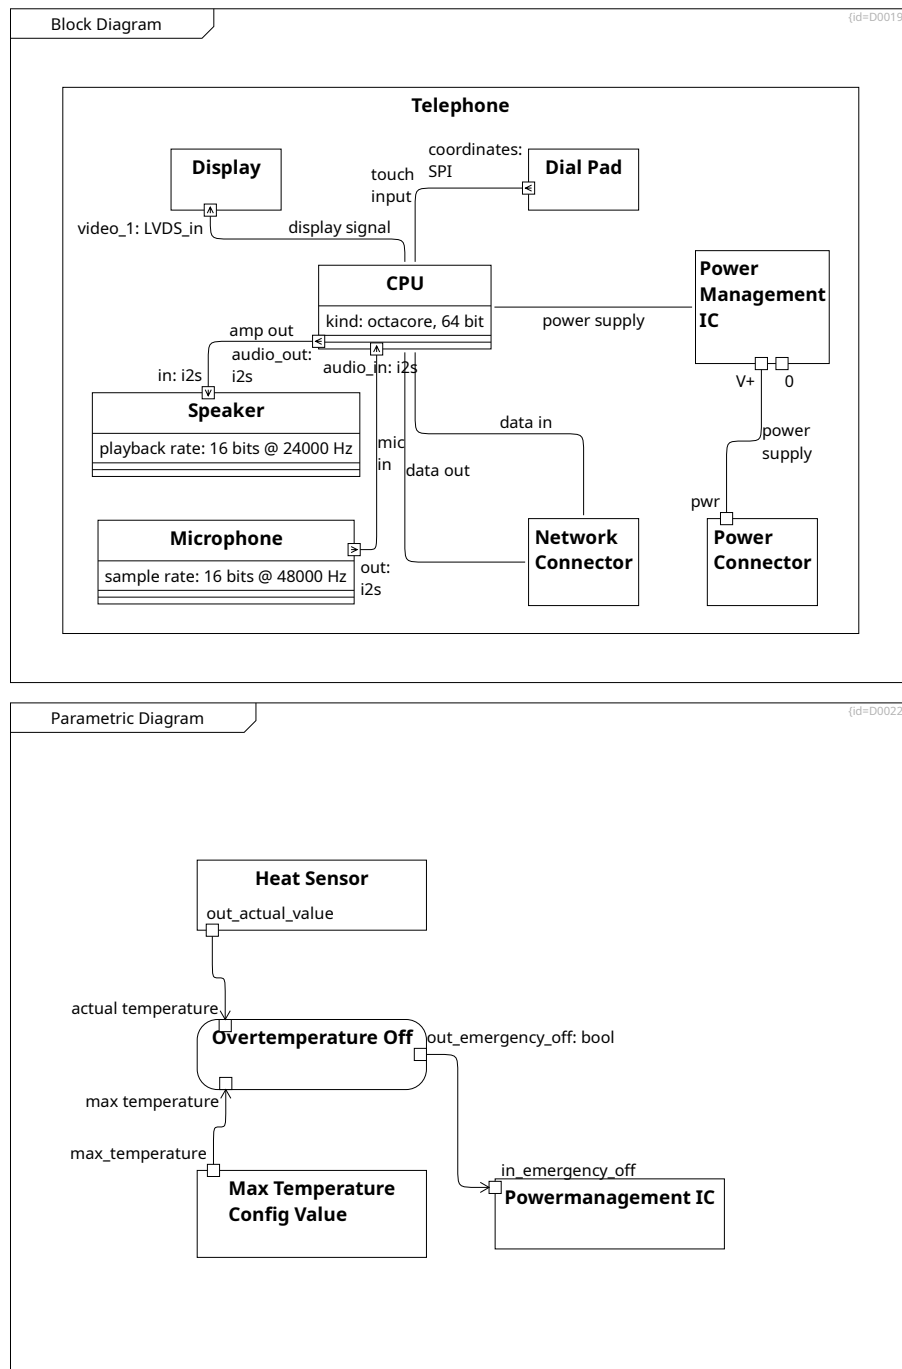 Block Diagram
{id=D0019
Telephone
Display
coordinates:
SPI
Dial Pad
touch
input
video_1: LVDS_in
display signal
CPU
kind: octacore, 64 bit
Power
Management
IC
power supply
amp out
audio_out:
i2s
audio_in: i2s
in: i2s
V+
0
Speaker
playback rate: 16 bits @ 24000 Hz
mic
in
data in
data out
power
supply
pwr
Microphone
sample rate: 16 bits @ 48000 Hz
out:
i2s
Network
Connector
Power
Connector
Parametric Diagram
{id=D0022
Heat Sensor
out_actual_value
actual temperature
Overtemperature Off
out_emergency_off: bool
max temperature
max_temperature
Max Temperature
Config Value
in_emergency_off
Powermanagement IC